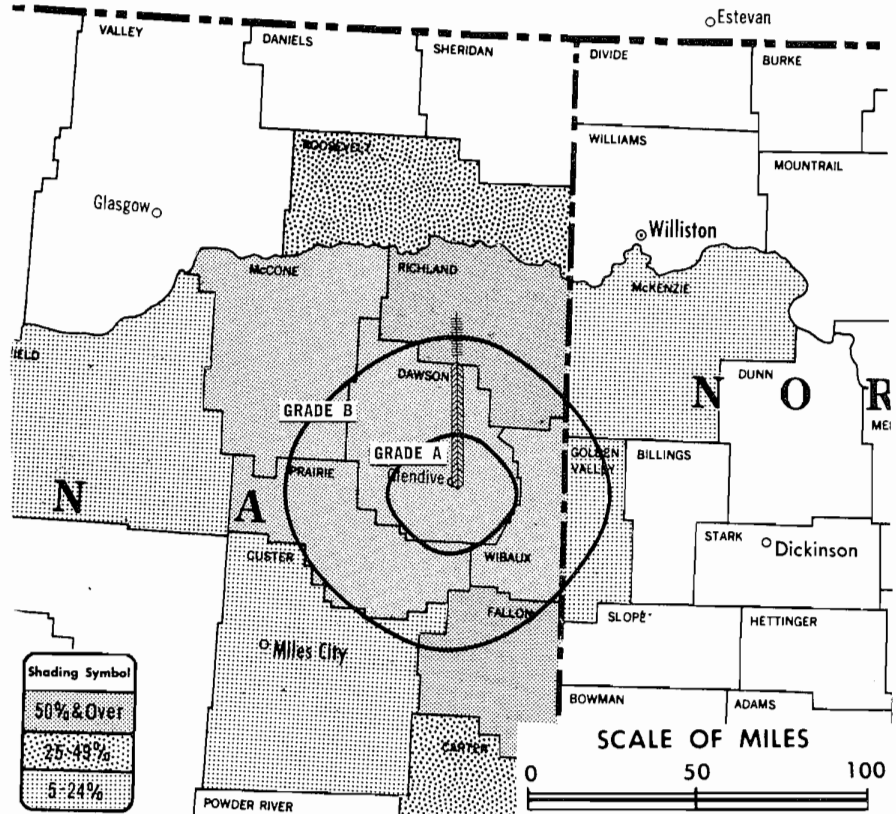 Estevan
VALLEY
DANIELS
SHERIDAN
DIVIDE
BURKE
ROOSEVELT
WILLIAMS
MOUNTRAIL
Glasgow
Williston
McCONE
RICHLAND
McKENZIE
IELD
DAWSON
DUNN
N O R
GRADE B
MEI
GRADE A
PRAIRIE
Glendive
GOLDEN
VALLEY
BILLINGS
N A
STARK
Dickinson
CUSTER
WIBAUX
FALLON
SLOPE
HETTINGER
Miles City
Shading Symbol
50% & Over
25-49%
5-24%
BOWMAN
ADAMS
CARTER
POWDER RIVER
SCALE OF MILES
0 50 100